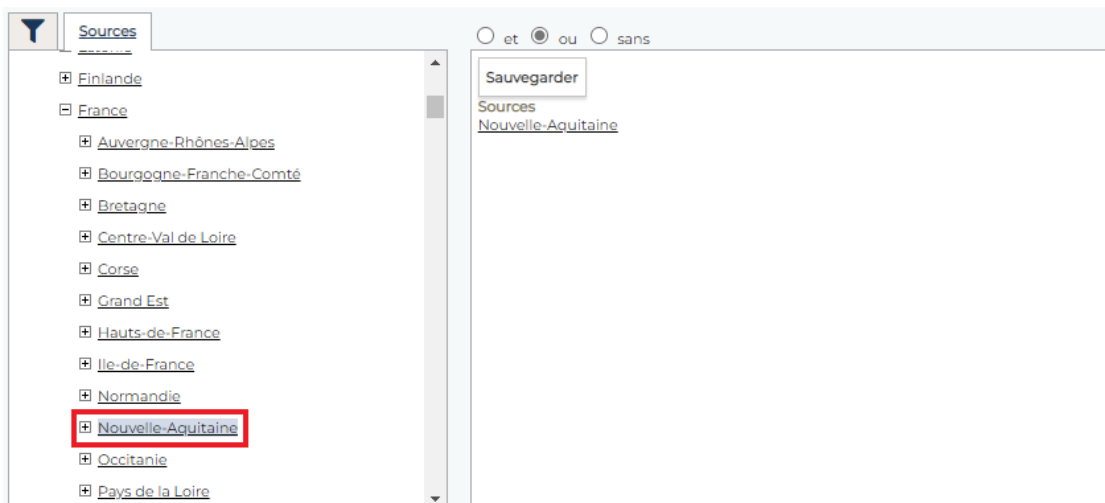 Sources
et ou sans
Finlande
France
Auvergne-Rhônes-Alpes
Bourgogne-Franche-Comté
Bretagne
Centre-Val de Loire
Corse
Grand Est
Hauts-de-France
Ile-de-France
Normandie
Nouvelle-Aquitaine
Occitanie
Pays de la Loire
Sauvegarder
Sources
Nouvelle-Aquitaine